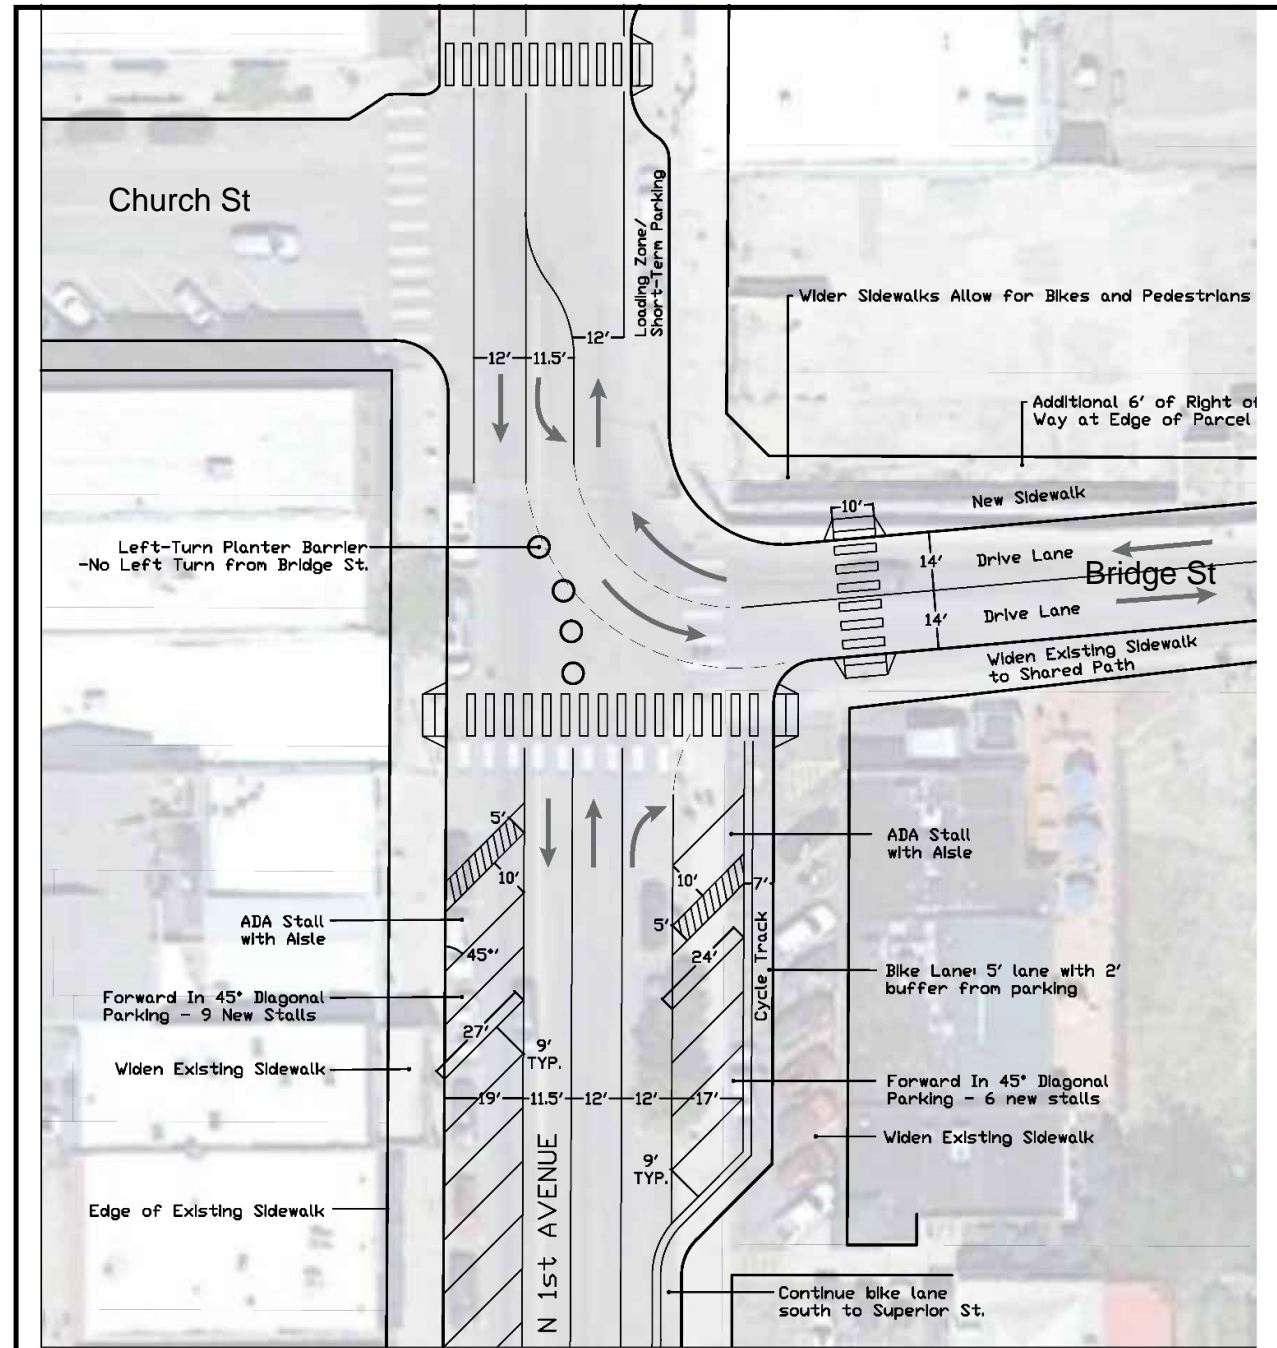 Church St
Loading Zone/
Short-Term Parking
Wider Sidewalks Allow for Bikes and Pedestrians
12'
12'
11.5'
Additional 6' of Right of
Way at Edge of Parcel
New Sidewalk
10'
Left-Turn Planter Barrier
-No Left Turn from Bridge St.
14'
Drive Lane
Bridge St
14'
Drive Lane
Widen Existing Sidewalk
to Shared Path
5'
10'
ADA Stall
with Aisle
10'
7'
5'
ADA Stall
with Aisle
45°'
24'
Cycle Track
Bike Lane: 5' lane with 2'
buffer from parking
Forward In 45° Diagonal
Parking - 9 New Stalls
27'
9'
TYP.
Widen Existing Sidewalk
Forward In 45° Diagonal
Parking - 6 new stalls
19'
11.5'
12'
12'
17'
Widen Existing Sidewalk
9'
TYP.
N 1st AVENUE
Edge of Existing Sidewalk
Continue bike lane
south to Superior St.